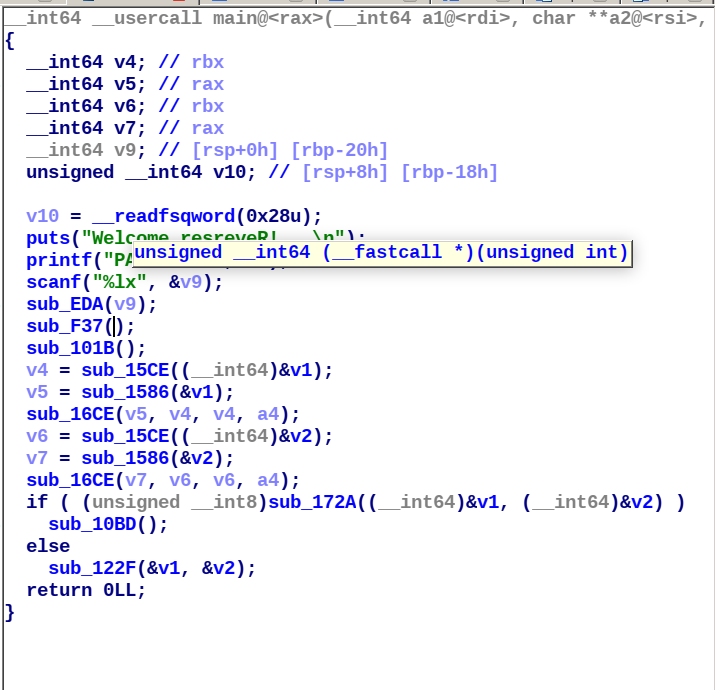 __int64 __usercall main@<rax>(__int64 a1@<rdi>, char **a2@<rsi>,
{
__int64 v4; // rbx
__int64 v5; // rax
__int64 v6; // rbx
__int64 v7; // rax
__int64 v9; // [rsp+0h] [rbp-20h]
unsigned __int64 v10; // [rsp+8h] [rbp-18h]
v10 = __readfsqword(0x28u);
puts("Welcome resreveR! \n");
unsigned __int64 (__fastcall *)(unsigned int)
printf("PA
scanf("%lx", &v9);
sub_EDA(v9);
sub_F37();
sub_101B();
v4 = sub_15CE((__int64)&v1);
v5 = sub_1586(&v1);
sub_16CE(v5, v4, v4, a4);
v6 = sub_15CE((__int64)&v2);
v7 = sub_1586(&v2);
sub_16CE(v7, v6, v6, a4);
if ( (unsigned __int8)sub_172A((__int64)&v1, (__int64)&v2) )
sub_10BD();
else
sub_122F(&v1, &v2);
return 0LL;
}